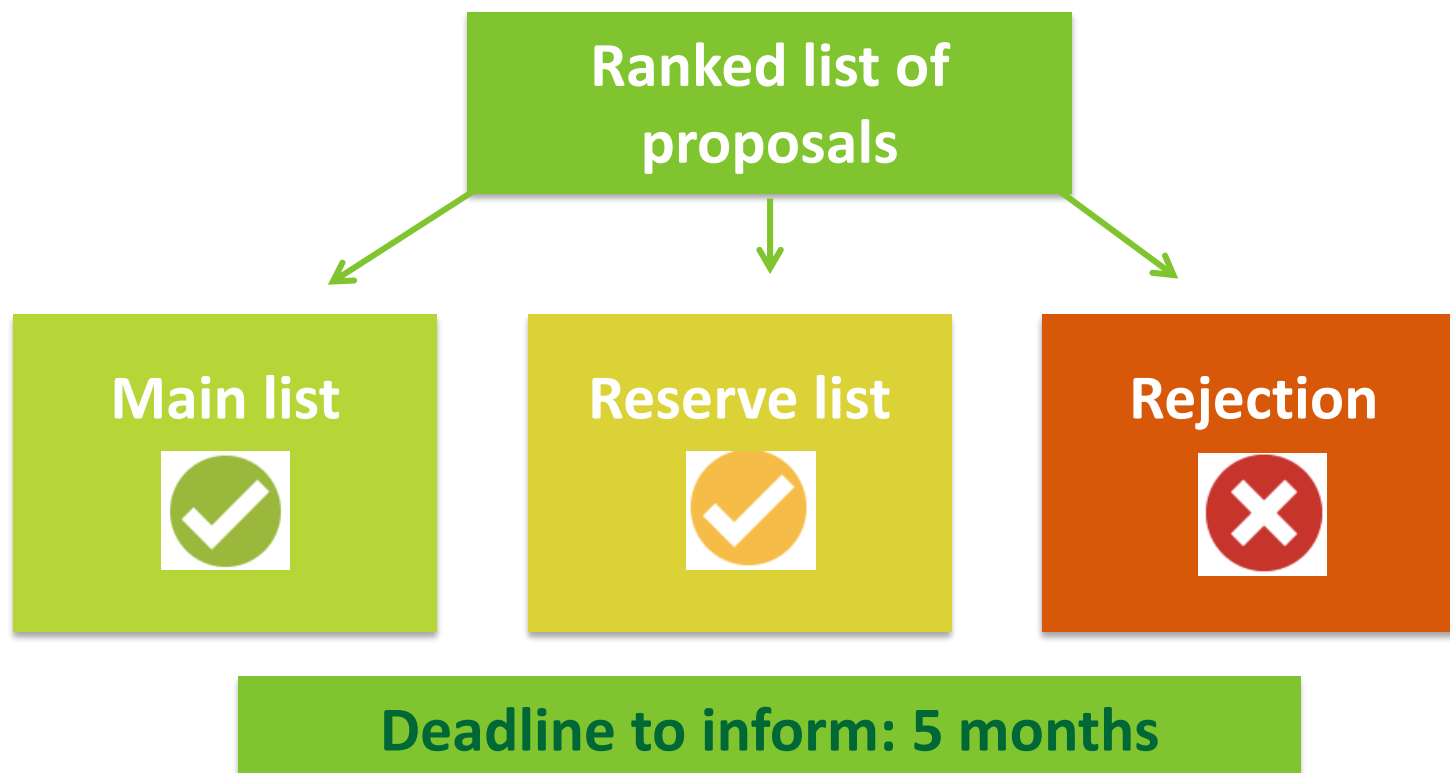 Ranked list of
proposals
Main list
Reserve list
Rejection
Deadline to inform: 5 months